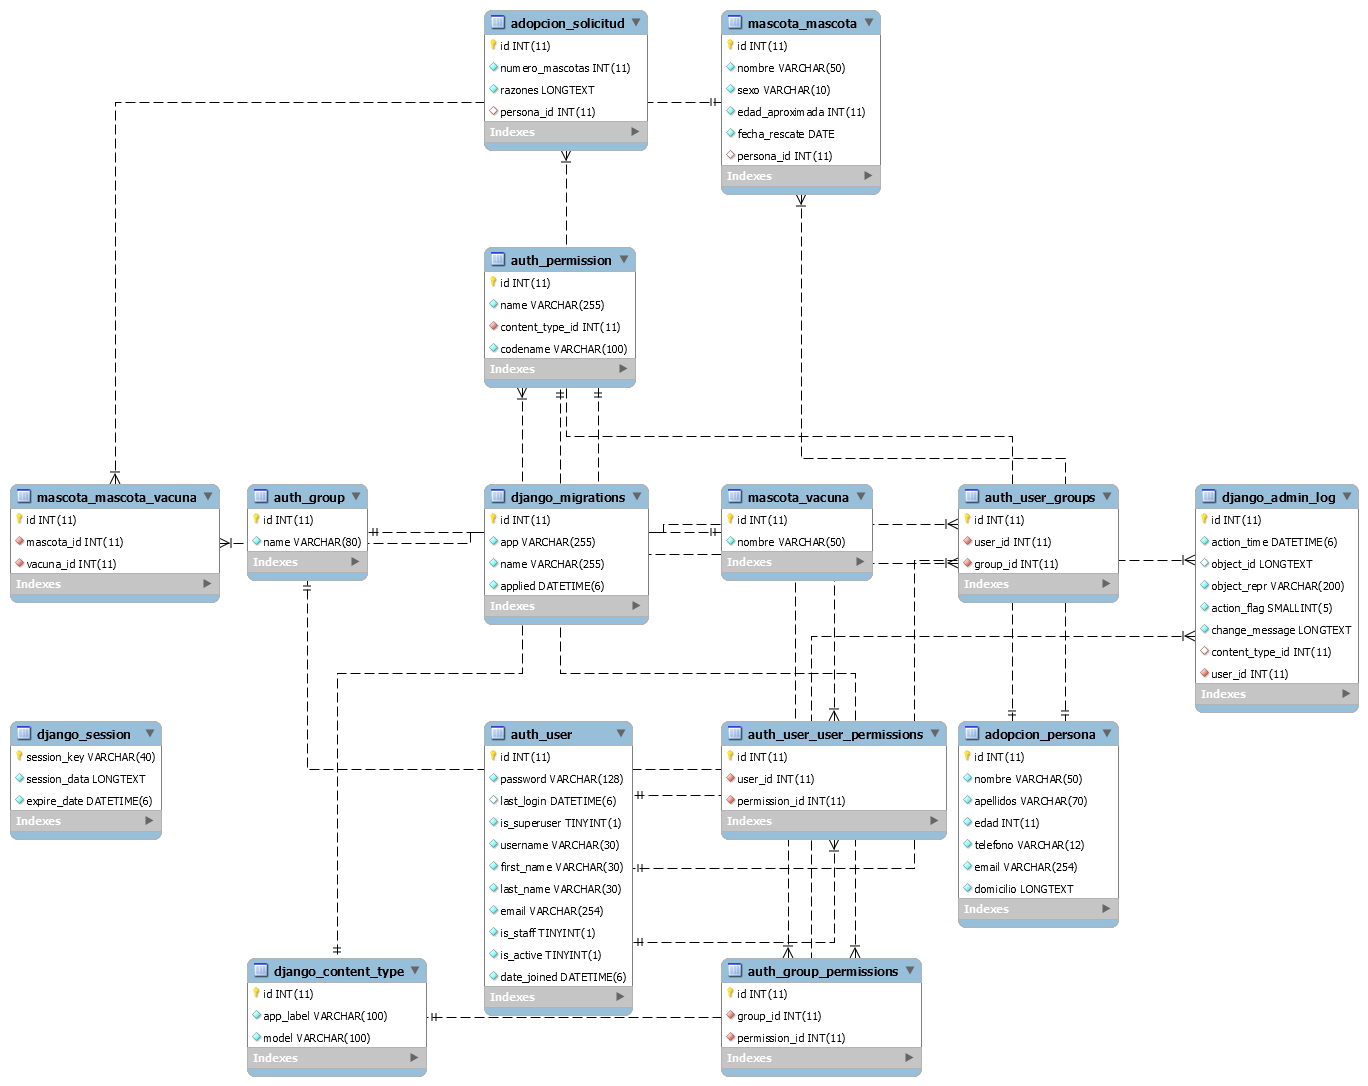 adopcion_solicitud
id INT(11)
numero_mascotas INT(11)
razones LONGTEXT
persona_id INT(11)
Indexes
mascota_mascota
id INT(11)
nombre VARCHAR(50)
sexo VARCHAR(10)
edad_aproximada INT(11)
fecha_rescate DATE
persona_id INT(11)
Indexes
auth_permission
id INT(11)
name VARCHAR(255)
content_type_id INT(11)
codename VARCHAR(100)
Indexes
mascota_mascota_vacuna
id INT(11)
mascota_id INT(11)
vacuna_id INT(11)
Indexes
auth_group
id INT(11)
name VARCHAR(80)
Indexes
django_migrations
id INT(11)
app VARCHAR(255)
name VARCHAR(255)
applied DATETIME(6)
Indexes
mascota_vacuna
id INT(11)
nombre VARCHAR(50)
Indexes
auth_user_groups
id INT(11)
user_id INT(11)
group_id INT(11)
Indexes
django_admin_log
id INT(11)
action_time DATETIME(6)
object_id LONGTEXT
object_repr VARCHAR(200)
action_flag SMALLINT(5)
change_message LONGTEXT
content_type_id INT(11)
user_id INT(11)
Indexes
django_session
session_key VARCHAR(40)
session_data LONGTEXT
expire_date DATETIME(6)
Indexes
auth_user
id INT(11)
password VARCHAR(128)
last_login DATETIME(6)
is_superuser TINYINT(1)
username VARCHAR(30)
first_name VARCHAR(30)
last_name VARCHAR(30)
email VARCHAR(254)
is_staff TINYINT(1)
is_active TINYINT(1)
date_joined DATETIME(6)
Indexes
auth_user_user_permissions
id INT(11)
user_id INT(11)
permission_id INT(11)
Indexes
adopcion_persona
id INT(11)
nombre VARCHAR(50)
apellidos VARCHAR(70)
edad INT(11)
telefono VARCHAR(12)
email VARCHAR(254)
domicilio LONGTEXT
Indexes
django_content_type
id INT(11)
app_label VARCHAR(100)
model VARCHAR(100)
Indexes
auth_group_permissions
id INT(11)
group_id INT(11)
permission_id INT(11)
Indexes